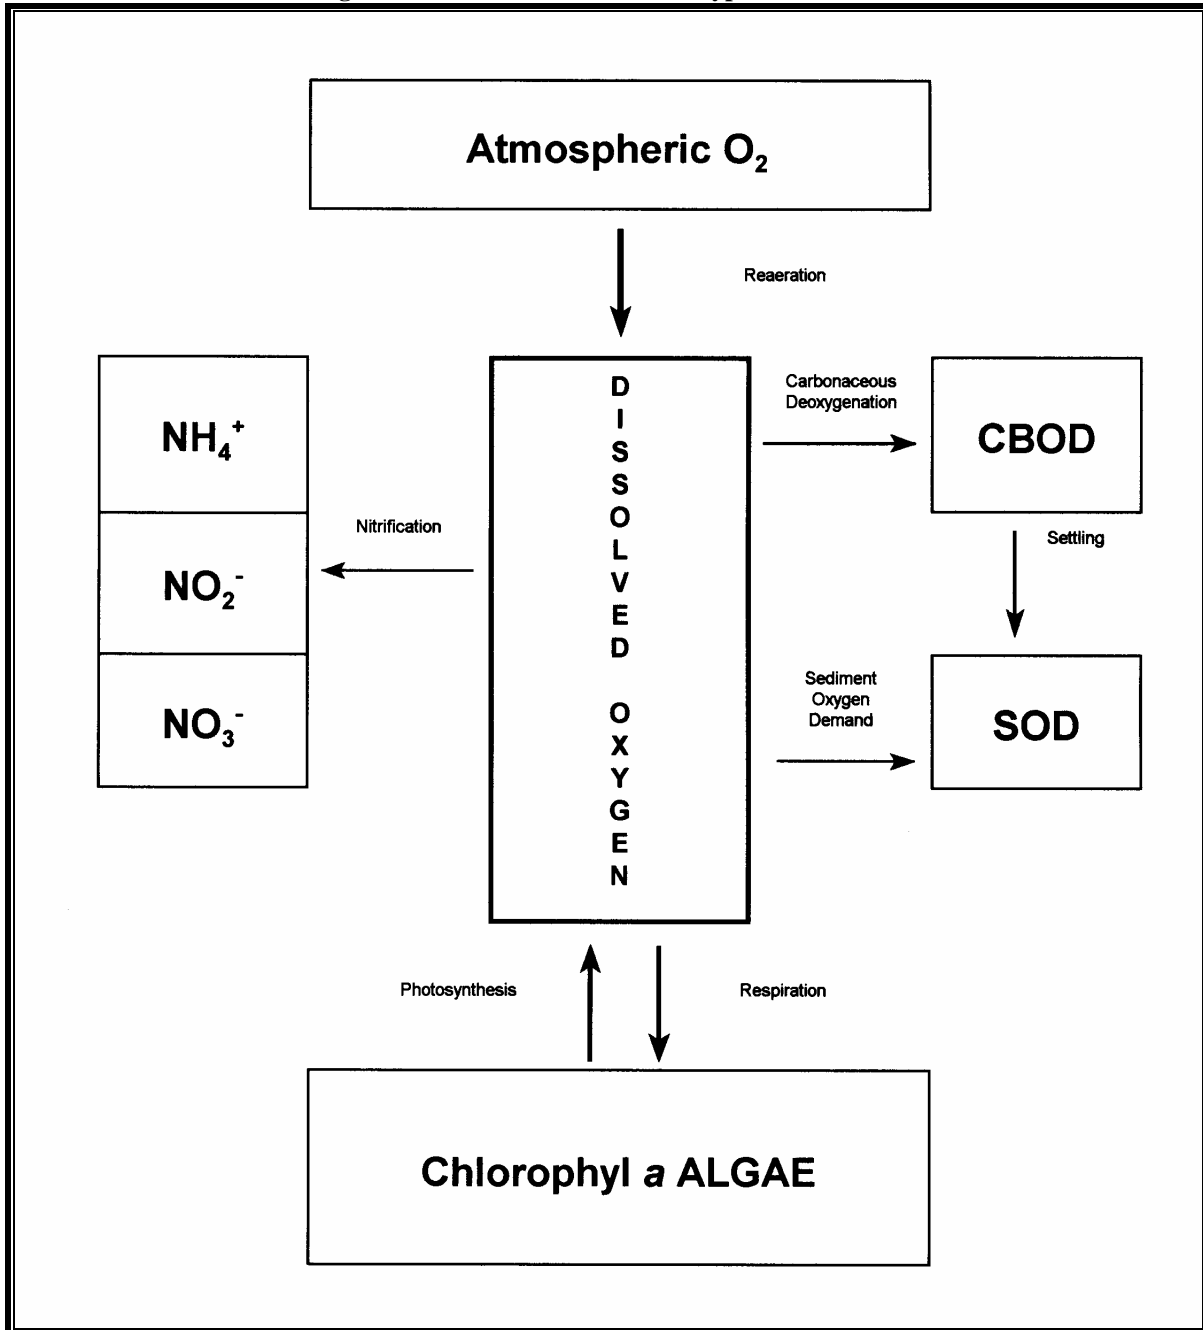 Atmospheric O₂
Reaeration
NH₄⁺
NO₂⁻
NO₃⁻
Nitrification
D
I
S
S
O
L
V
E
D
O
X
Y
G
E
N
Carbonaceous
Deoxygenation
CBOD
Settling
Sediment
Oxygen
Demand
SOD
Photosynthesis
Respiration
Chlorophyl a ALGAE